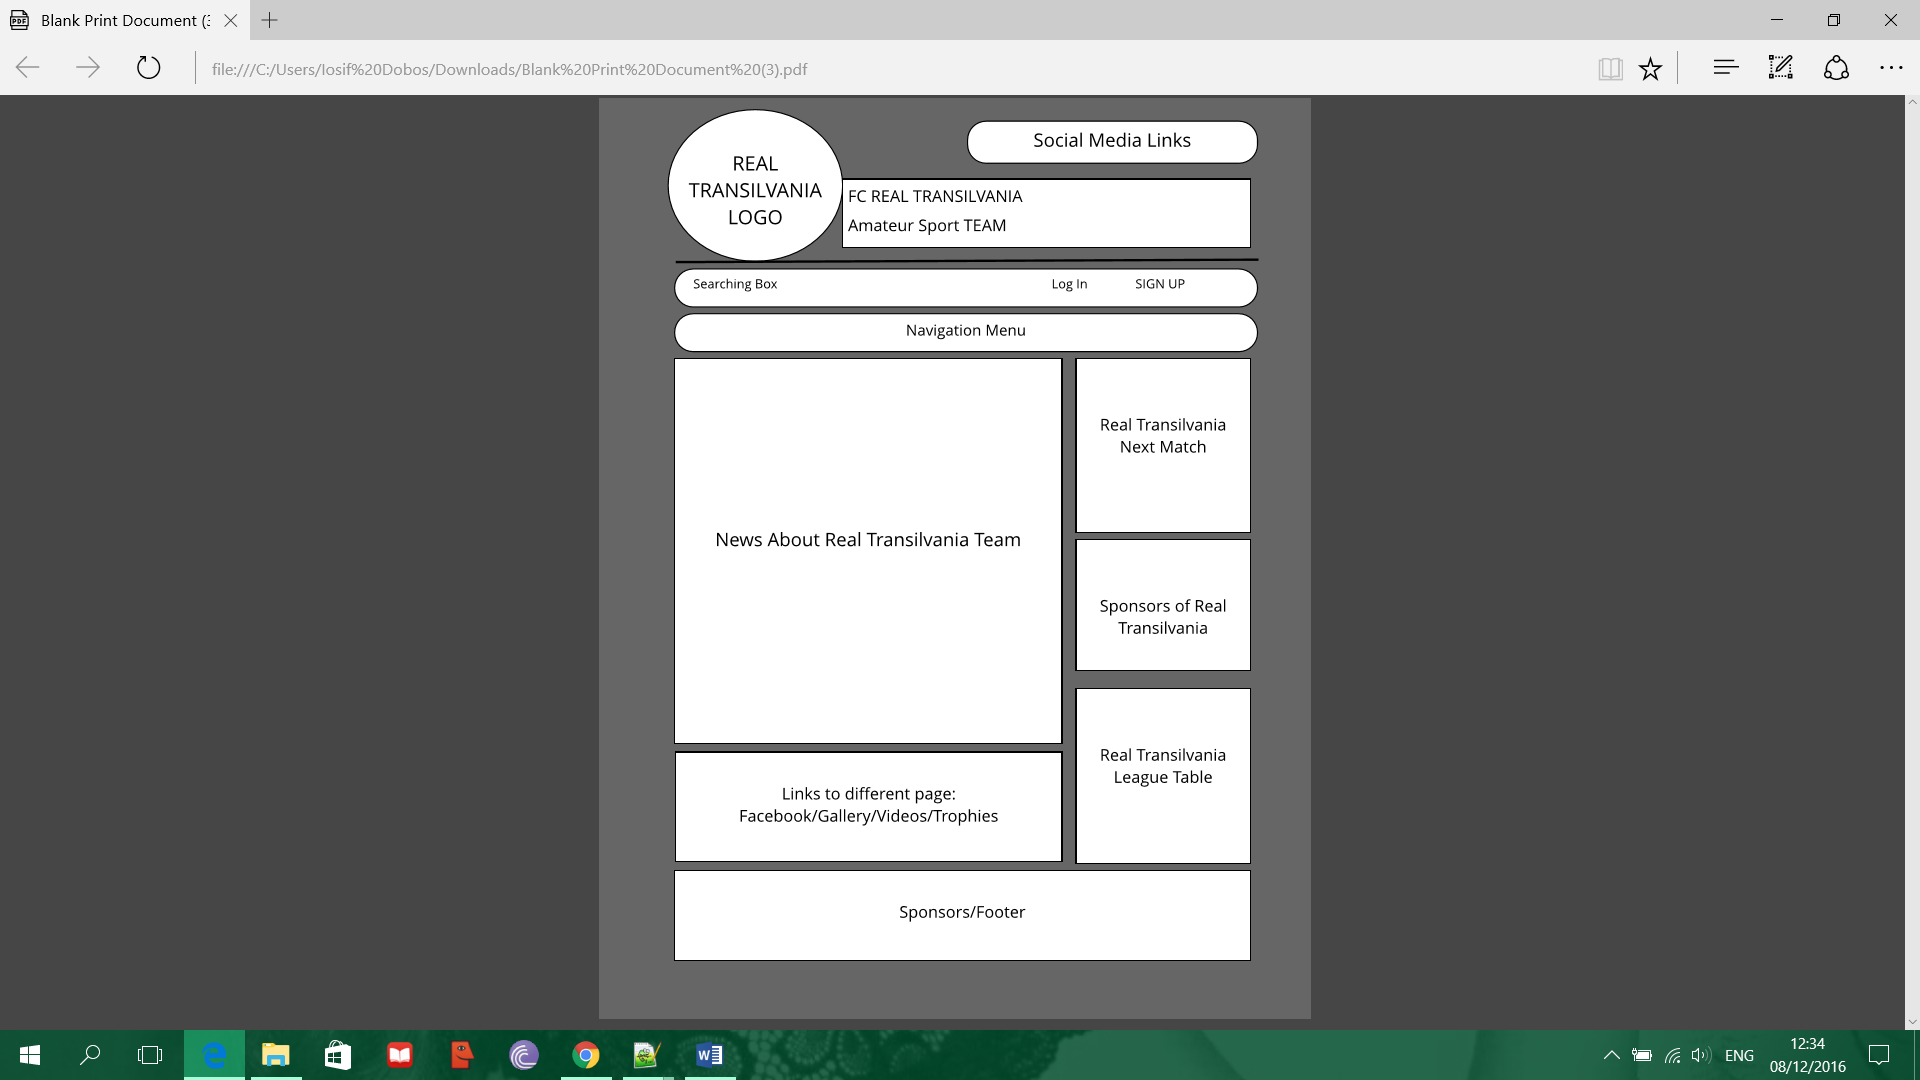 Blank Print Document (3
file:///C:/Users/Iosif%20Dobos/Downloads/Blank%20Print%20Document%20(3).pdf
REAL
TRANSILVANIA
LOGO
Social Media Links
FC REAL TRANSILVANIA
Amateur Sport TEAM
Searching Box Log In SIGN UP
Navigation Menu
News About Real Transilvania Team
Real Transilvania
Next Match
Sponsors of Real
Transilvania
Real Transilvania
League Table
Links to different page:
Facebook/Gallery/Videos/Trophies
Sponsors/Footer
ENG
12:34
08/12/2016